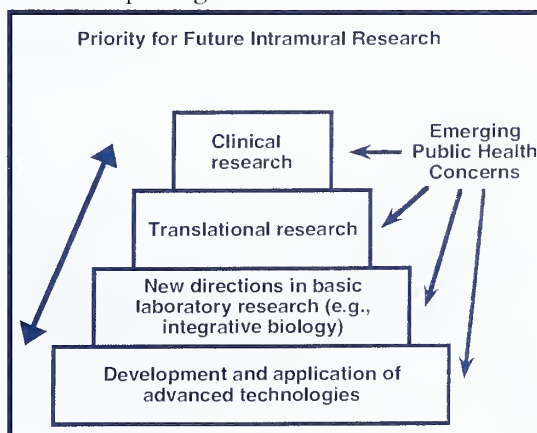 Priority for Future Intramural Research
Clinical
research
Emerging
Public Health
Concerns
Translational research
New directions in basic
laboratory research (e.g.,
integrative biology)
Development and application of
advanced technologies